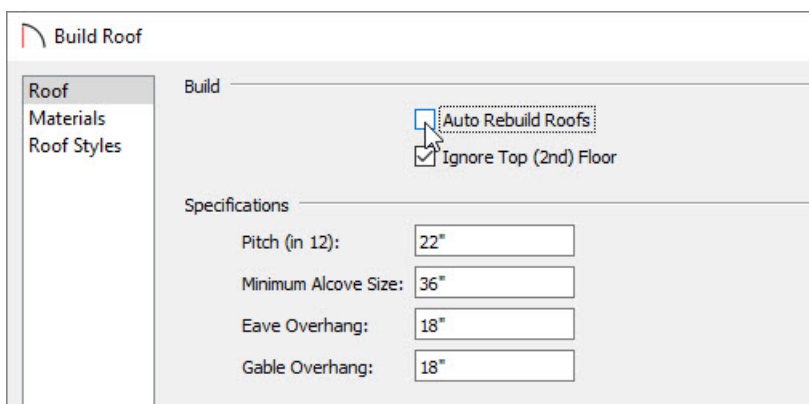 Build Roof
Roof
Materials
Roof Styles
Build
Auto Rebuild Roofs
Ignore Top (2nd) Floor
Specifications
Pitch (in 12): 22"
Minimum Alcove Size: 36"
Eave Overhang: 18"
Gable Overhang: 18"